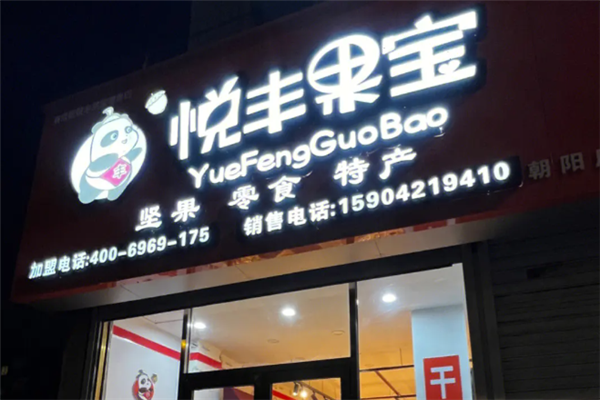 悦丰果宝
YueFengGuoBao
坚果 零食 特产
加盟电话:400-6969-175
销售电话:15904219410
朝阳
干